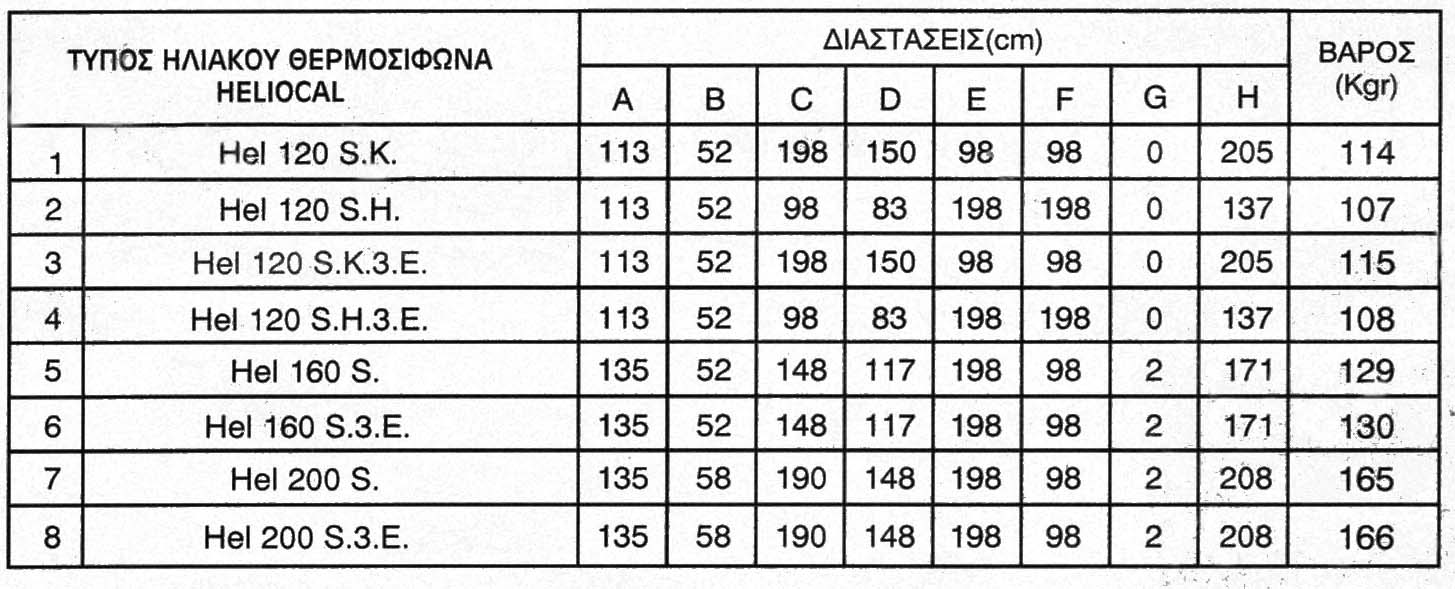 ΤΥΠΟΣ ΗΛΙΑΚΟΥ ΘΕΡΜΟΣΙΦΩΝΑ
HELIOCAL
ΔΙΑΣΤΑΣΕΙΣ(cm)
ΒΑΡΟΣ
(Kgr)
A B C D E F G H
1 Hel 120 S.K. 113 52 198 150 98 98 0 205 114
2 Hel 120 S.H. 113 52 98 83 198 198 0 137 107
3 Hel 120 S.K.3.E. 113 52 198 150 98 98 0 205 115
4 Hel 120 S.H.3.E. 113 52 98 83 198 198 0 137 108
5 Hel 160 S. 135 52 148 117 198 98 2 171 129
6 Hel 160 S.3.E. 135 52 148 117 198 98 2 171 130
7 Hel 200 S. 135 58 190 148 198 98 2 208 165
8 Hel 200 S.3.E. 135 58 190 148 198 98 2 208 166